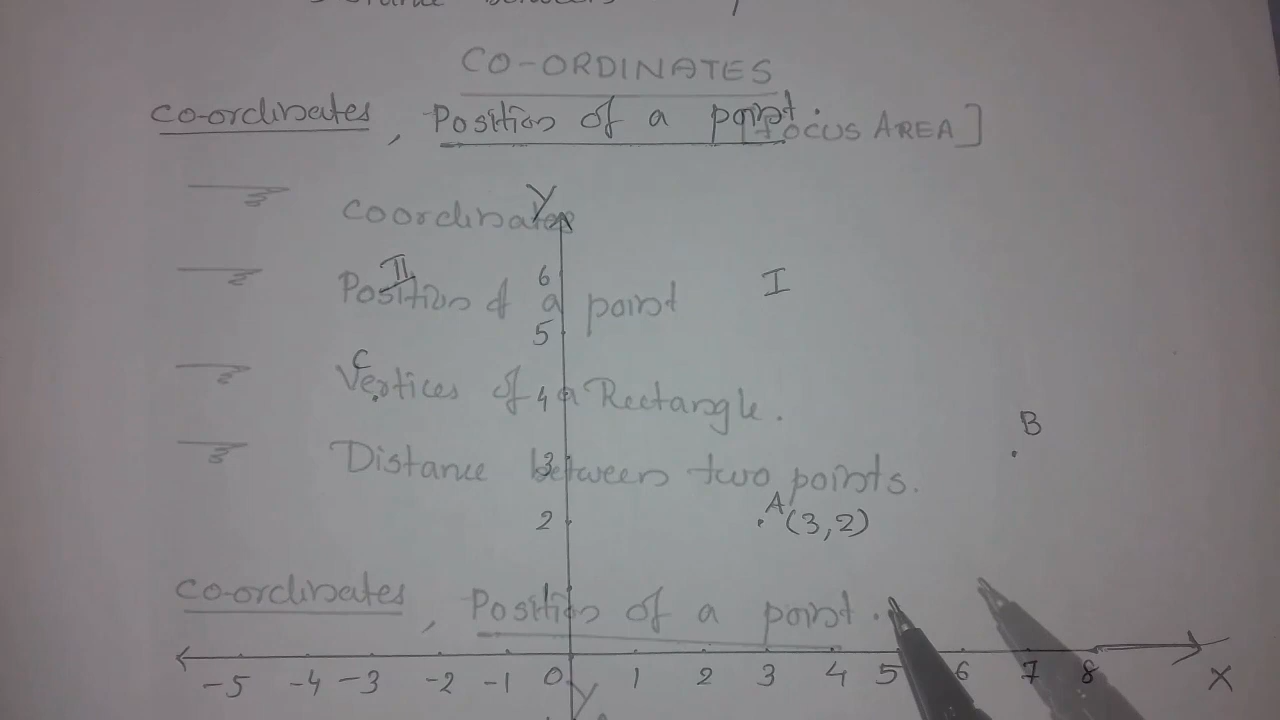 CO-ORDINATES
co-ordinates, Position of a point.
[FOCUS AREA]
Y
coordinates
II
I
6
Position of a point
5
C
Vertices of a Rectangle.
4
B
3
Distance between two points.
A(3,2)
2
1
co-ordinates, Position of a point.
-5 -4 -3 -2 -1 0 1 2 3 4 5 6 7 8 X
Y